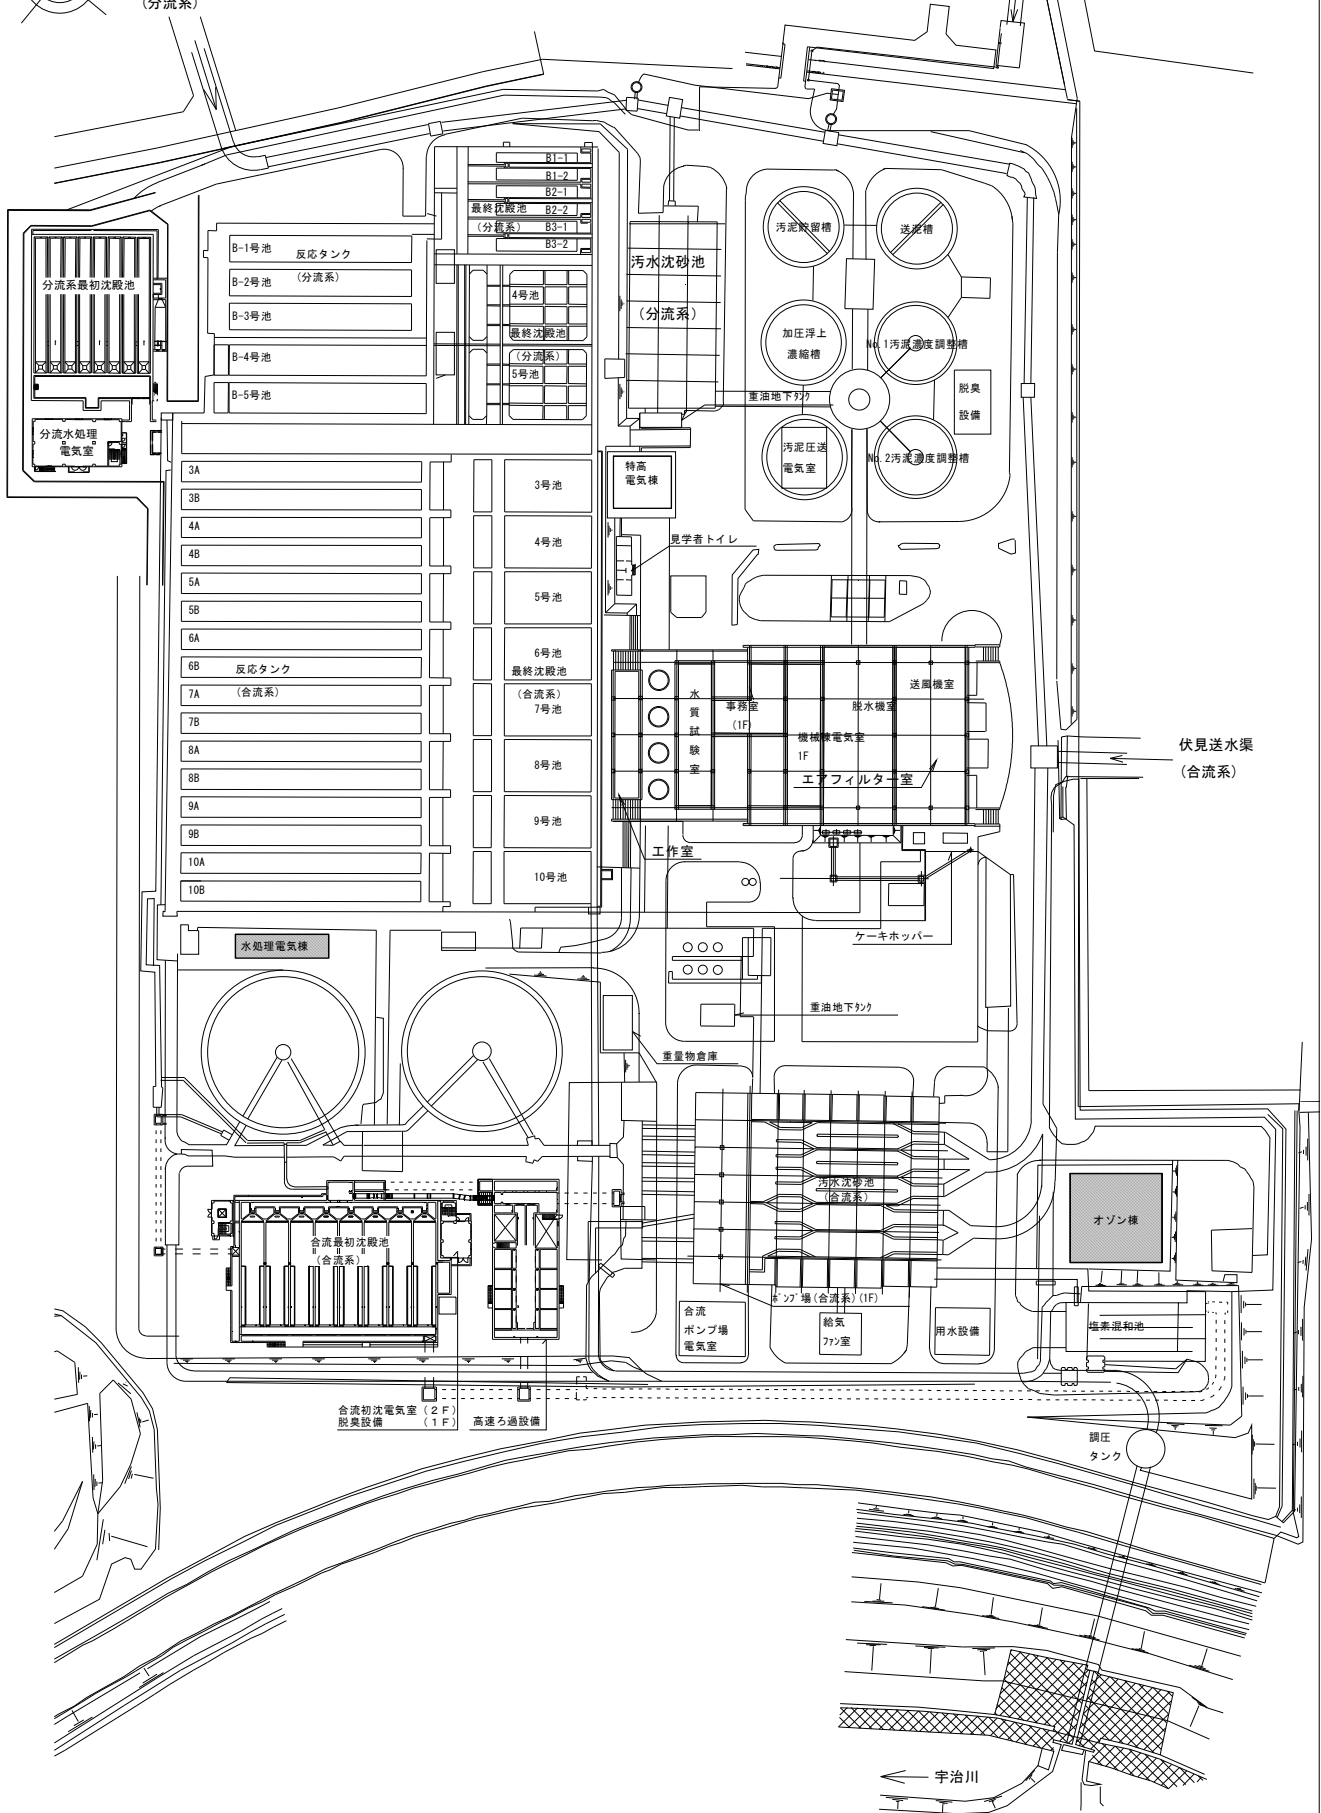 (分流系)
B1-1
B1-2
B2-1
最終沈殿池
B2-2
(分流系)
B3-1
B3-2
汚泥貯留槽
送泥槽
B-1号池
反応タンク
B-2号池
(分流系)
B-3号池
B-4号池
B-5号池
分流系最初沈殿池
4号池
最終沈殿池
(分流系)
5号池
汚水沈砂池
(分流系)
加圧浮上
濃縮槽
No.1汚泥濃度調整槽
脱臭
設備
重油地下タンク
分流水処理
電気室
汚泥圧送
電気室
No.2汚泥濃度調整槽
特高
電気棟
見学者トイレ
3A
3B
4A
4B
5A
5B
6A
6B
反応タンク
7A
(合流系)
7B
8A
8B
9A
9B
10A
10B
3号池
4号池
5号池
6号池
最終沈殿池
(合流系)
7号池
8号池
9号池
10号池
水質試験室
事務室
(1F)
脱水機室
送風機室
機械棟電気室
1F
エアフィルター室
伏見送水渠
(合流系)
工作室
ケーキホッパー
水処理電気棟
重油地下タンク
重量物倉庫
汚水沈砂池
(合流系)
オゾン棟
合流最初沈殿池
(合流系)
ポンプ場(合流系)(1F)
合流
ポンプ場
電気室
給気
ファン室
用水設備
塩素混和池
合流初沈電気室(2F)
脱臭設備 (1F)
高速ろ過設備
調圧
タンク
宇治川